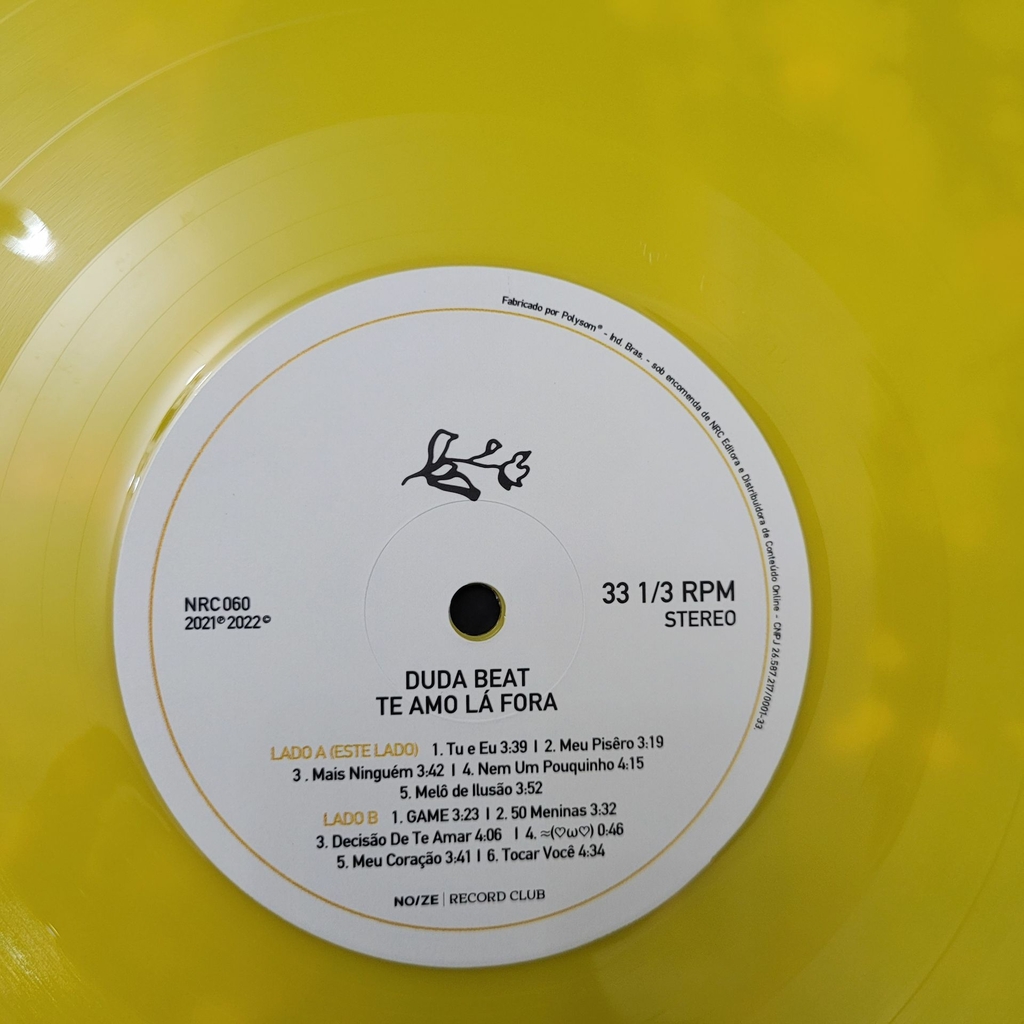 Fabricado por Polysom® - Ind. Bras. - sob encomenda de NRC Editora e Distribuidora de Conteúdo Online - CNPJ 26.587.217/0001-33.
NRC060
2021℗2022©
33 1/3 RPM
STEREO
DUDA BEAT
TE AMO LÁ FORA
LADO A (ESTE LADO) 1. Tu e Eu 3:39 | 2. Meu Pisêro 3:19
3 . Mais Ninguém 3:42 | 4. Nem Um Pouquinho 4:15
5. Melô de Ilusão 3:52
LADO B 1. GAME 3:23 | 2. 50 Meninas 3:32
3. Decisão De Te Amar 4:06 | 4. ≈(♡ω♡) 0:46
5. Meu Coração 3:41 | 6. Tocar Você 4:34
NO/ZE | RECORD CLUB